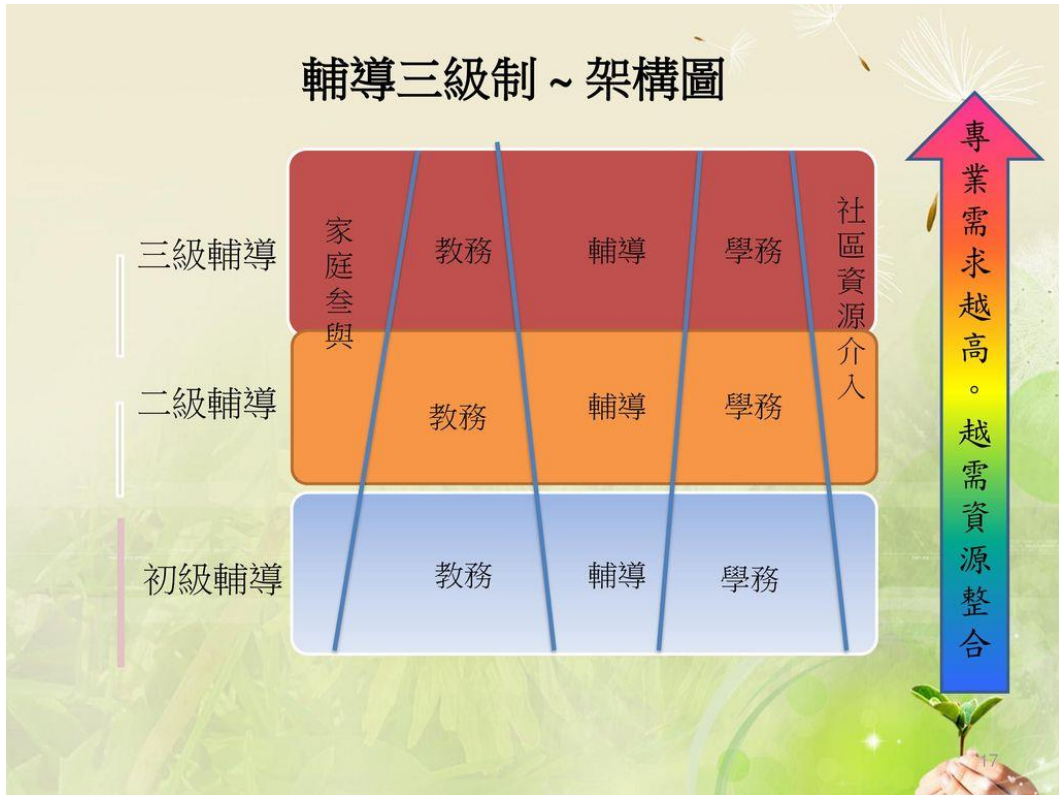 輔導三級制 ~ 架構圖
三級輔導
家庭叁與
教務
輔導
學務
社區資源介入
二級輔導
教務
輔導
學務
初級輔導
教務
輔導
學務
專業需求越高。越需資源整合
17